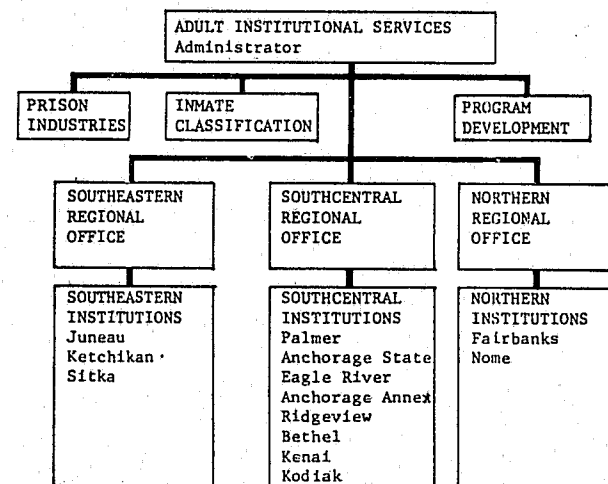 ADULT INSTITUTIONAL SERVICES
Administrator
PRISON
INDUSTRIES
INMATE
CLASSIFICATION
PROGRAM
DEVELOPMENT
SOUTHEASTERN
REGIONAL
OFFICE
SOUTHCENTRAL
REGIONAL
OFFICE
NORTHERN
REGIONAL
OFFICE
SOUTHEASTERN
INSTITUTIONS
Juneau
Ketchikan
Sitka
SOUTHCENTRAL
INSTITUTIONS
Palmer
Anchorage State
Eagle River
Anchorage Annex
Ridgeview
Bethel
Kenai
Kodiak
NORTHERN
INSTITUTIONS
Fairbanks
Nome